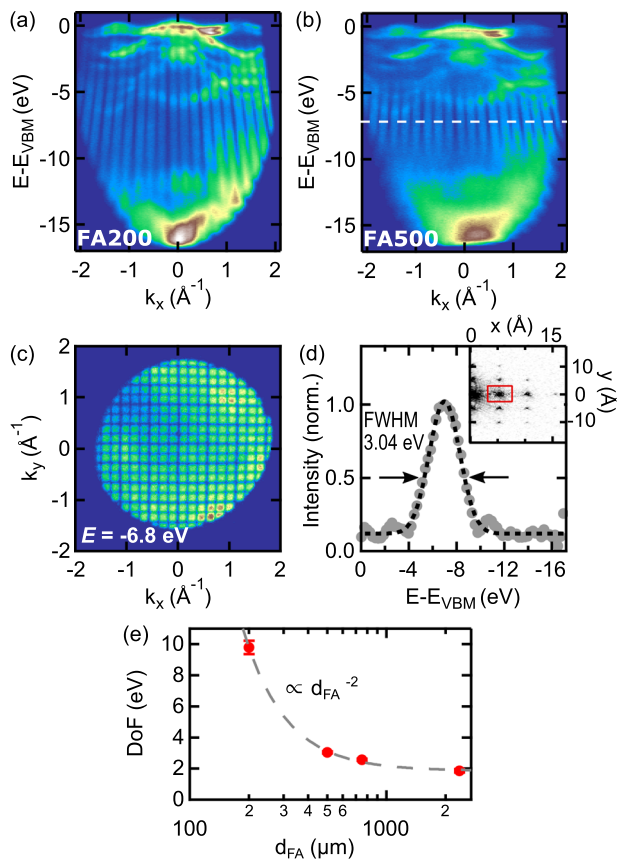 (a)
(b)
E-E_VBM (eV)
0
-5
-10
-15
FA200
-1
0
1
2
k_x (Å^-1)
E-E_VBM (eV)
0
-5
-10
-15
FA500
-2
-1
0
1
2
k_x (Å^-1)
(c)
k_y (Å^-1)
2
1
0
-1
-2
E = -6.8 eV
-2
-1
0
1
2
k_x (Å^-1)
(d)
0
x (Å)
15
10
0
-10
y (Å)
Intensity (norm.)
1.0
0.5
0.0
FWHM
3.04 eV
0
-4
-8
-12
-16
E-E_VBM (eV)
(e)
DoF (eV)
10
8
6
4
2
0
∝ d_FA^-2
100
2
3
4
5
6
1000
2
d_FA (μm)